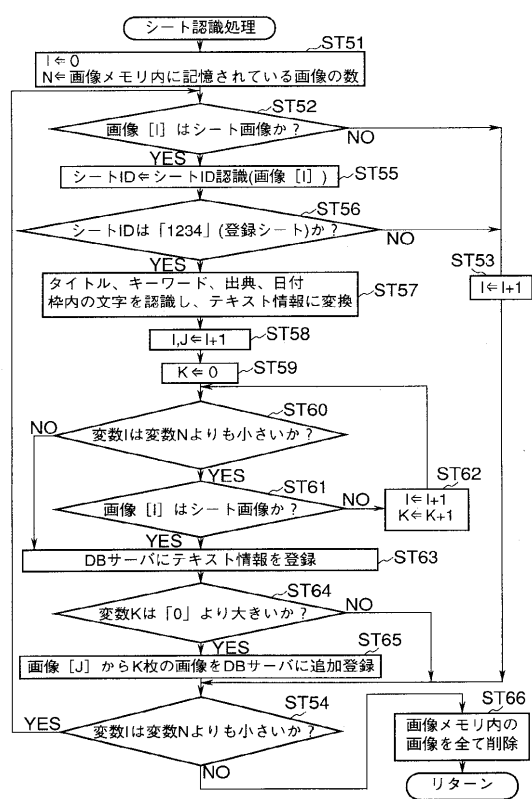 シート認識処理
ST51
I⇐0
N⇐画像メモリ内に記憶されている画像の数
ST52
画像［I］はシート画像か？
NO
YES
ST55
シートID⇐シートID認識(画像［I］)
ST56
シートIDは「1234」(登録シート)か？
NO
YES
ST53
I⇐I+1
ST57
タイトル、キーワード、出典、日付
枠内の文字を認識し、テキスト情報に変換
ST58
I,J⇐I+1
ST59
K⇐0
ST60
変数Iは変数Nよりも小さいか？
NO
YES
ST61
画像［I］はシート画像か？
NO
YES
ST62
I⇐I+1
K⇐K+1
ST63
DBサーバにテキスト情報を登録
ST64
変数Kは「0」より大きいか？
NO
YES
ST65
画像［J］からK枚の画像をDBサーバに追加登録
ST54
変数Iは変数Nよりも小さいか？
YES
NO
ST66
画像メモリ内の
画像を全て削除
リターン